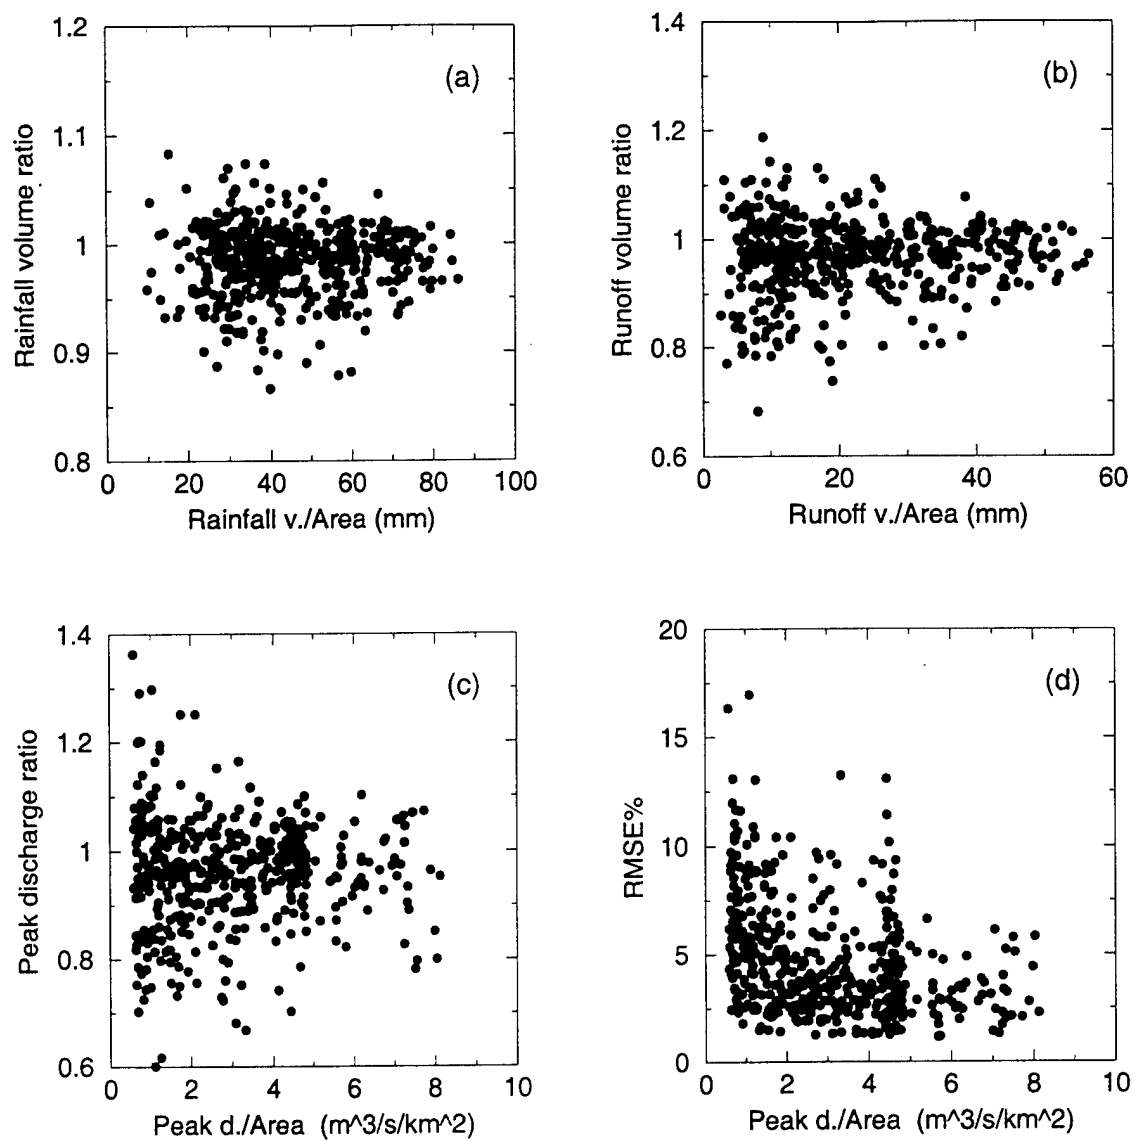 1.2
(a)
1.1
1
0.9
0.8
Rainfall volume ratio
0 20 40 60 80 100
Rainfall v./Area (mm)
1.4
(b)
1.2
1
0.8
0.6
Runoff volume ratio
0 20 40 60
Runoff v./Area (mm)
1.4
(c)
1.2
1
0.8
0.6
Peak discharge ratio
0 2 4 6 8 10
Peak d./Area (m^3/s/km^2)
20
(d)
15
10
5
0
RMSE%
0 2 4 6 8 10
Peak d./Area (m^3/s/km^2)